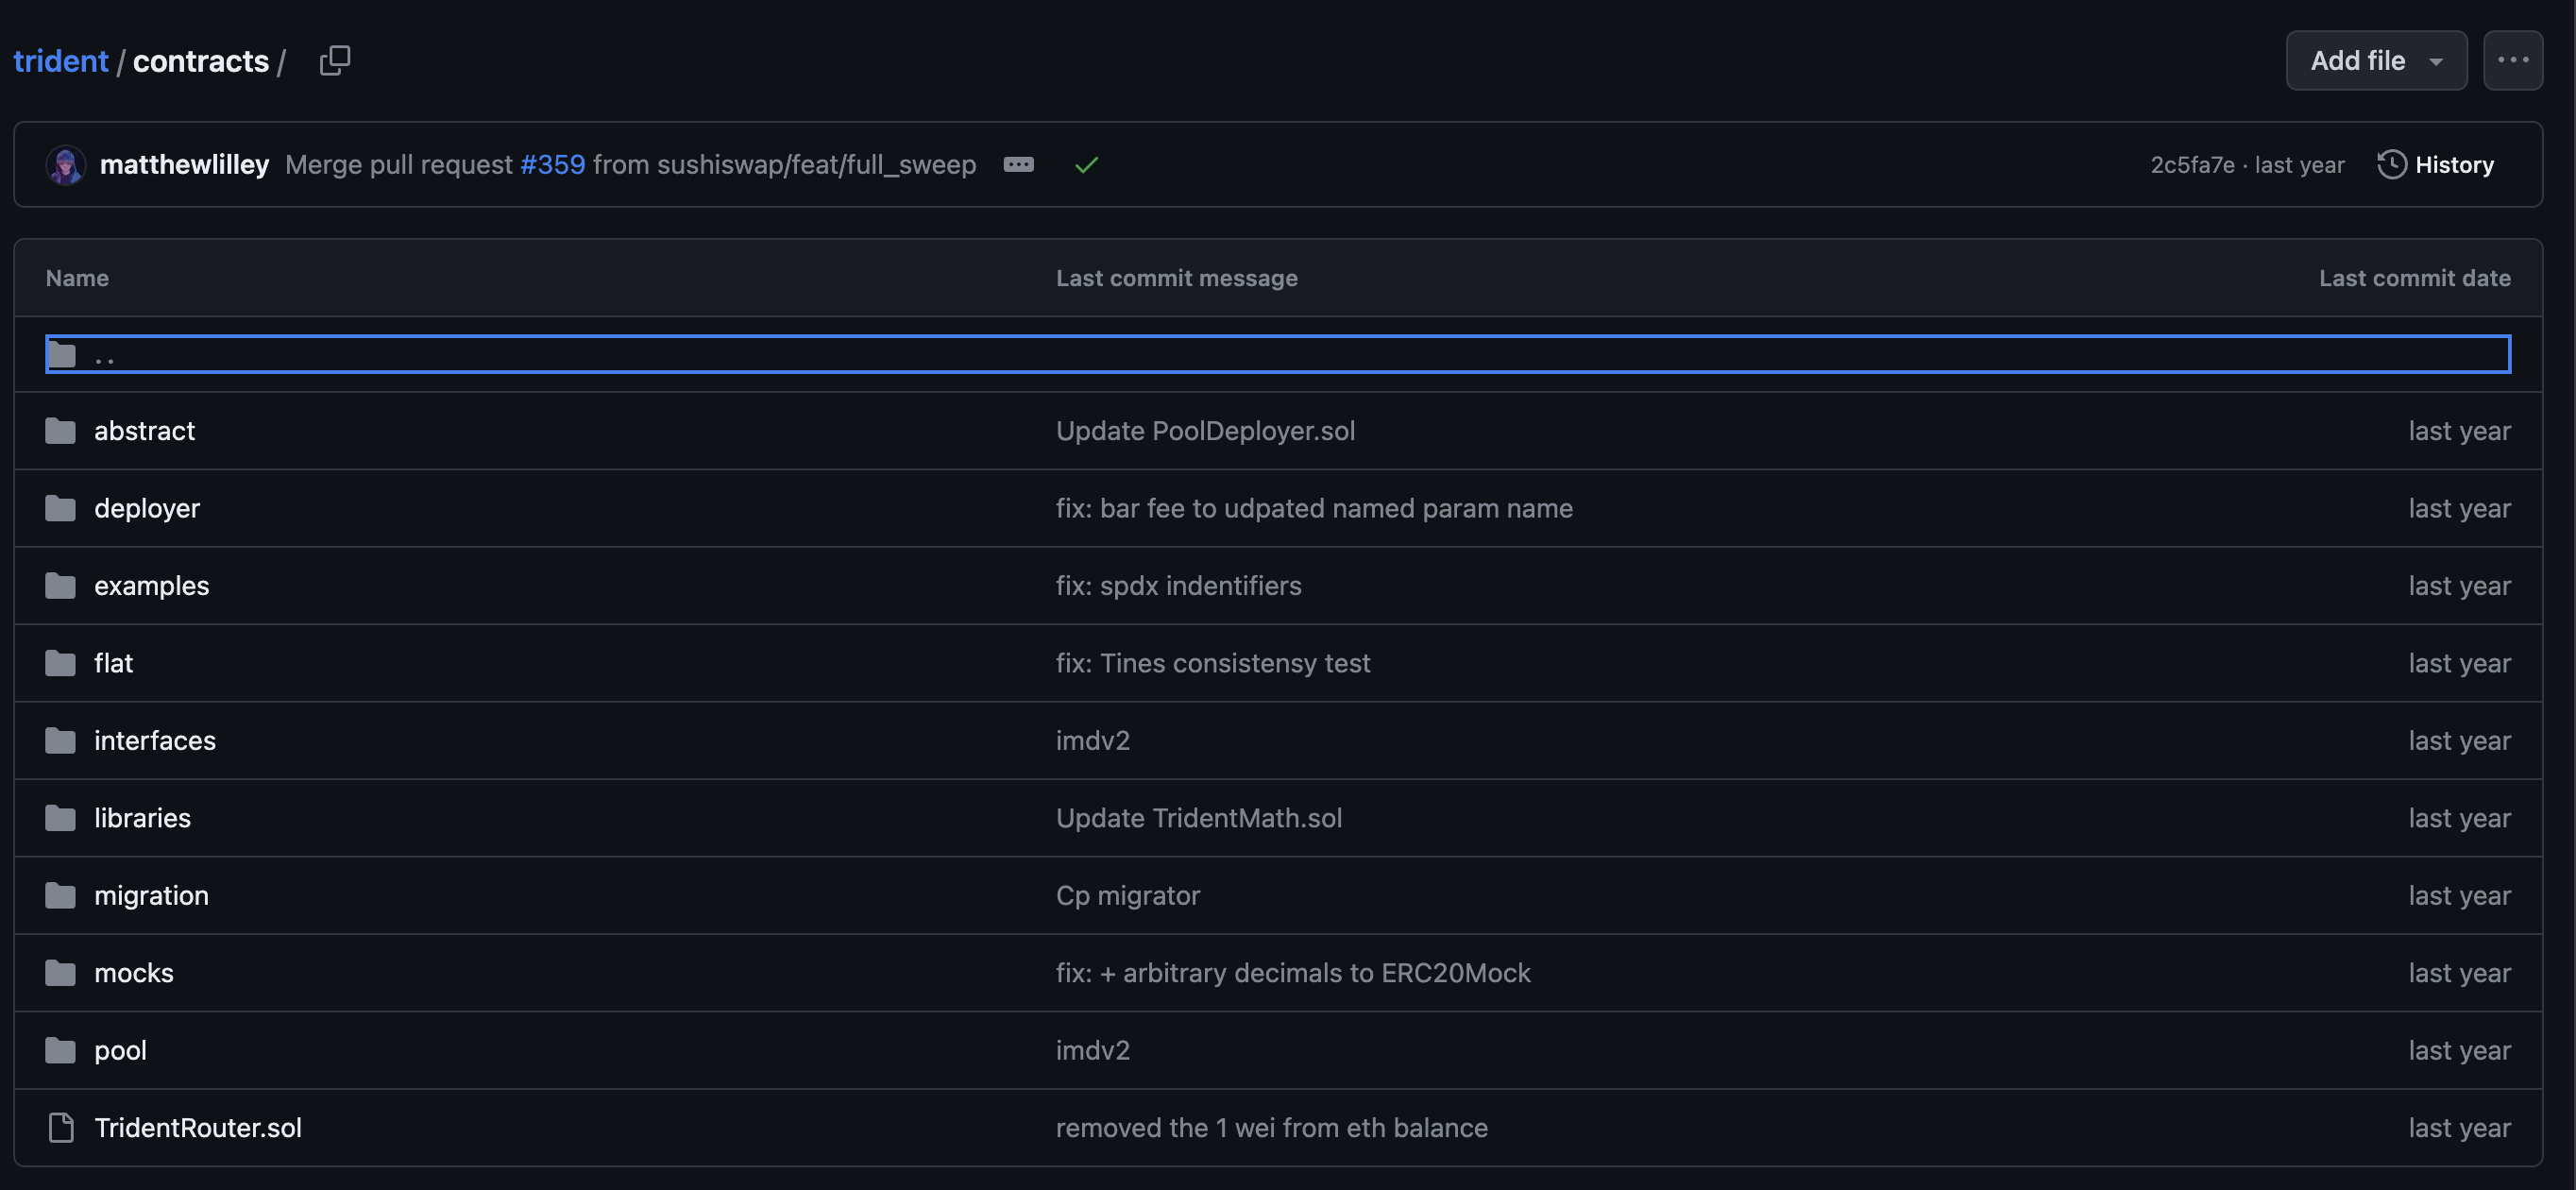 trident / contracts /
Add file
matthewlilley Merge pull request #359 from sushiswap/feat/full_sweep
2c5fa7e · last year History
Name Last commit message Last commit date
..
abstract Update PoolDeployer.sol last year
deployer fix: bar fee to udpated named param name last year
examples fix: spdx indentifiers last year
flat fix: Tines consistensy test last year
interfaces imdv2 last year
libraries Update TridentMath.sol last year
migration Cp migrator last year
mocks fix: + arbitrary decimals to ERC20Mock last year
pool imdv2 last year
TridentRouter.sol removed the 1 wei from eth balance last year